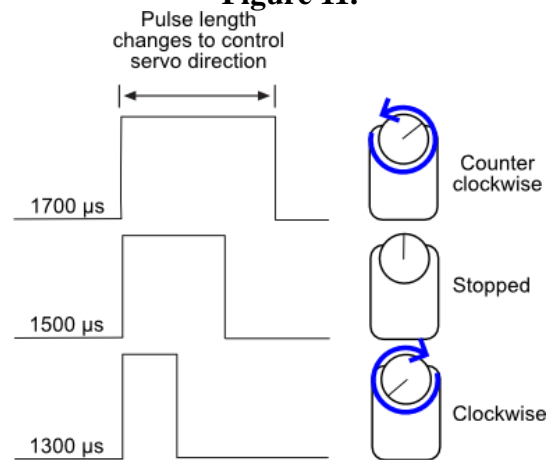 Figure 11.
Pulse length
changes to control
servo direction
1700 µs
Counter
clockwise
1500 µs
Stopped
1300 µs
Clockwise